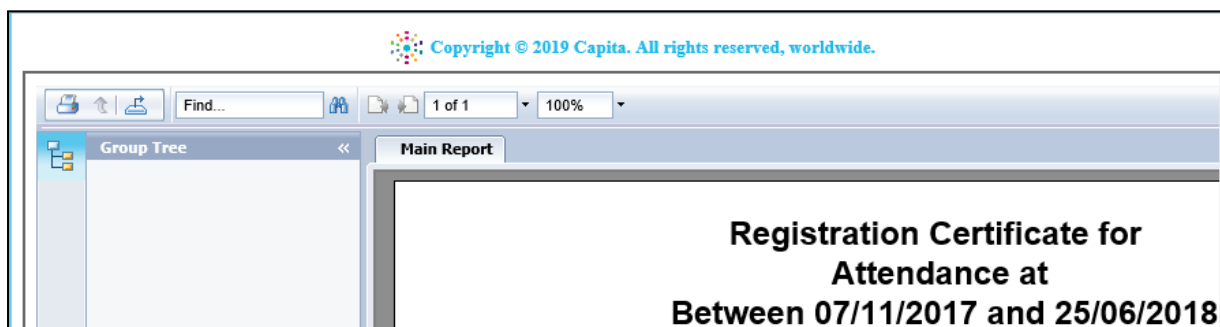 Copyright © 2019 Capita. All rights reserved, worldwide.
Find...
1 of 1
100%
Group Tree
«
Main Report
Registration Certificate for
Attendance at
Between 07/11/2017 and 25/06/2018